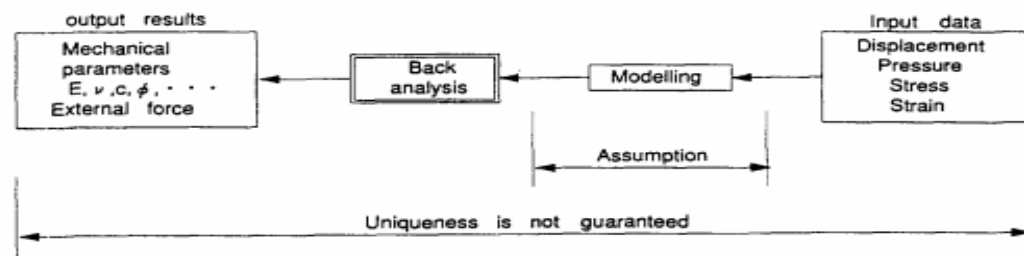 output results
Mechanical
parameters
E, ν, c, ϕ, · · ·
External force
Back
analysis
Modelling
Input data
Displacement
Pressure
Stress
Strain
Assumption
Uniqueness is not guaranteed